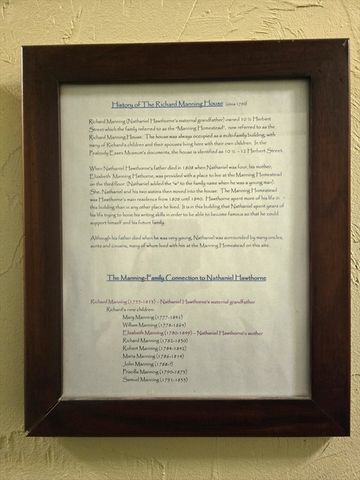 History of The Richard Manning House (circa 1790)
Richard Manning (Nathaniel Hawthorne's maternal grandfather) owned 10 ½ Herbert
Street which the family referred to as the "Manning Homestead", now referred as the
Richard Manning House. The house was always occupied as a multi-family building, with
many of Richard's children and their spouses living here with their own children. In the
Peabody Essex Museum's documents, the house is identified as 10 ½ – 12 Herbert Street.
When Nathaniel Hawthorne's father died in 1808 when Nathaniel was four, his mother,
Elizabeth Manning Hathorne, was provided with a place to live at the Manning Homestead
on the third floor. (Nathaniel added the "w" to the family name when he was a young man).
She, Nathaniel and his two sisters then moved into the house. The Manning Homestead
was Hawthorne's main residence from 1808 until 1840. Hawthorne spent more of his life in
this building than in any other place he lived. It is in this building that Nathaniel spent years of
his life trying to hone his writing skills in order to be able to become famous so that he could
support himself and his future family.
Although his father died when he was very young, Nathaniel was surrounded by many uncles,
aunts and cousins, many of whom lived with him at the Manning Homestead on this site.
The Manning-Family Connection to Nathaniel Hawthorne
Richard Manning (1755-1813) – Nathaniel Hawthorne's maternal grandfather
Richard's nine children:
Mary Manning (1777-1841)
William Manning (1778-1864)
Elizabeth Manning (1780-1849) – Nathaniel Hawthorne's mother
Richard Manning (1782-1830)
Robert Manning (1784-1842)
Maria Manning (1786-1814)
John Manning (1788-?)
Priscilla Manning (1790-1873)
Samuel Manning (1791-1833)